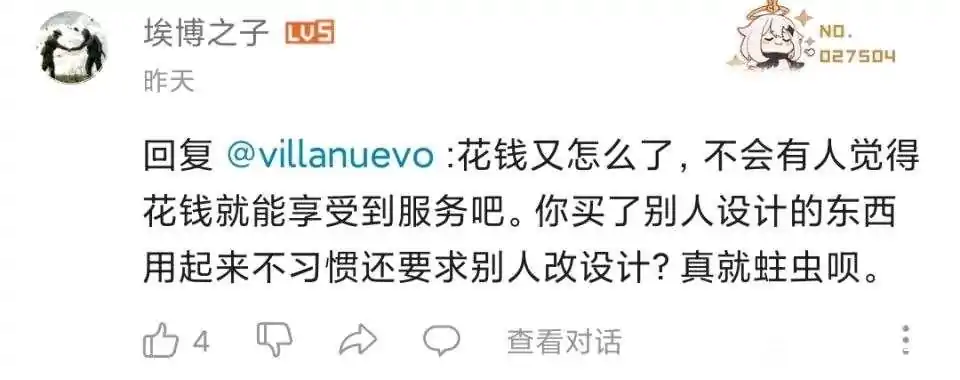 埃博之子 LV5
NO.
027504
昨天
回复 @villanuevo :花钱又怎么了，不会有人觉得
花钱就能享受到服务吧。你买了别人设计的东西
用起来不习惯还要求别人改设计？真就蛀虫呗。
4 查看对话